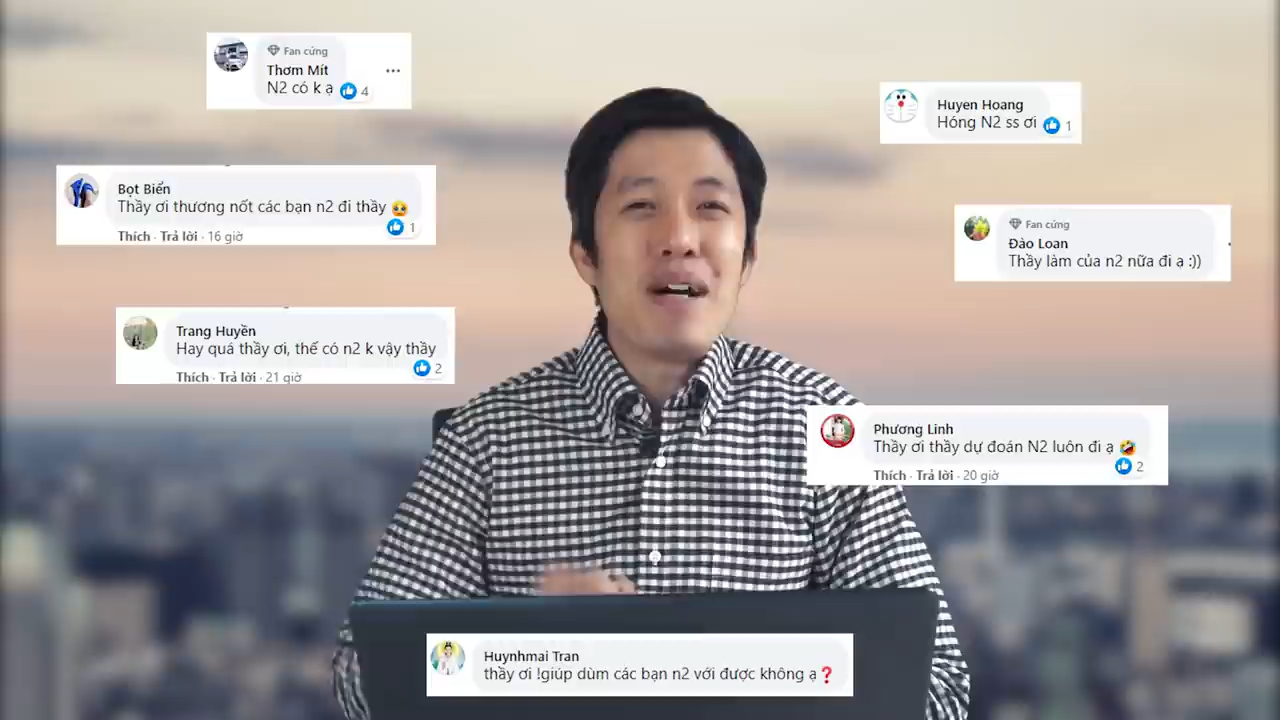 Fan cứng
Thơm Mít
N2 có k ạ
4
Huyen Hoang
Hóng N2 ss ơi
1
Bọt Biển
Thầy ơi thương nốt các bạn n2 đi thầy 🥹
1
Thích · Trả lời · 16 giờ
Fan cứng
Đào Loan
Thầy làm của n2 nữa đi ạ :))
Trang Huyền
Hay quá thầy ơi, thế có n2 k vậy thầy
2
Thích · Trả lời · 21 giờ
Phương Linh
Thầy ơi thầy dự đoán N2 luôn đi ạ 🤣
2
Thích · Trả lời · 20 giờ
Huynhmai Tran
thầy ơi !giúp dùm các bạn n2 với được không ạ❓